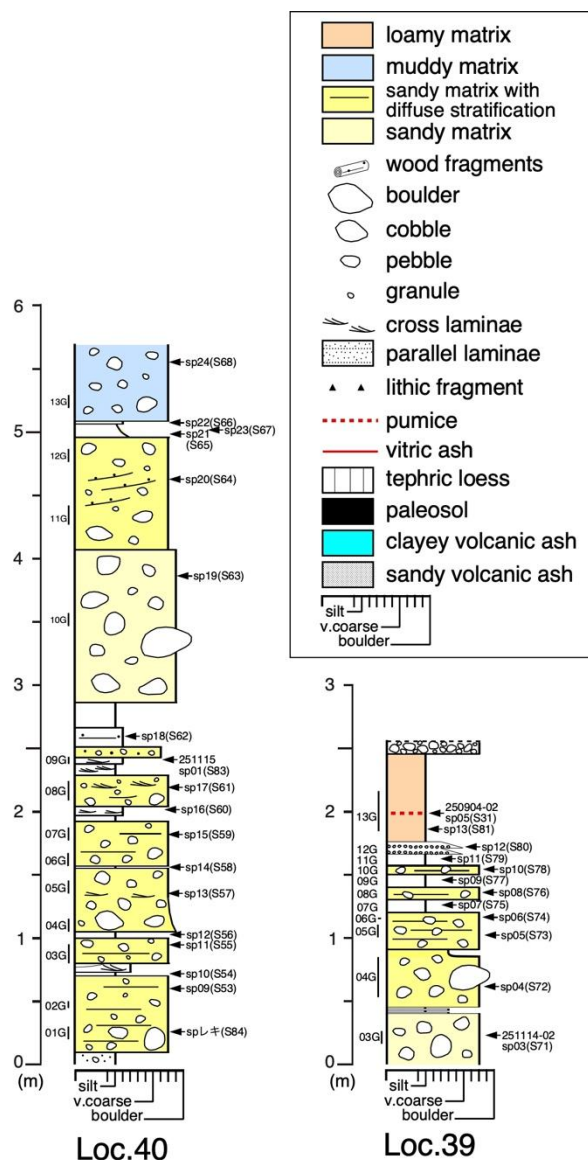 loamy matrix
muddy matrix
sandy matrix with
diffuse stratification
sandy matrix
wood fragments
boulder
cobble
pebble
granule
cross laminae
parallel laminae
lithic fragment
pumice
vitric ash
tephric loess
paleosol
clayey volcanic ash
sandy volcanic ash
silt
v.coarse
boulder
6
5
4
3
2
1
0
(m)
sp24(S68)
13G
sp22(S66)
sp23(S67)
sp21
(S65)
12G
sp20(S64)
11G
sp19(S63)
10G
sp18(S62)
09G
251115
sp01(S83)
08G
sp17(S61)
sp16(S60)
07G
sp15(S59)
06G
sp14(S58)
05G
sp13(S57)
04G
sp12(S56)
sp11(S55)
03G
sp10(S54)
sp09(S53)
02G
01G
spレキ(S84)
silt
v.coarse
boulder
Loc.40
3
2
1
0
(m)
250904-02
sp05(S31)
13G
sp13(S81)
12G
sp12(S80)
11G
sp11(S79)
10G
sp10(S78)
09G
sp09(S77)
08G
sp08(S76)
07G
sp07(S75)
06G
sp06(S74)
05G
sp05(S73)
04G
sp04(S72)
03G
251114-02
sp03(S71)
silt
v.coarse
boulder
Loc.39